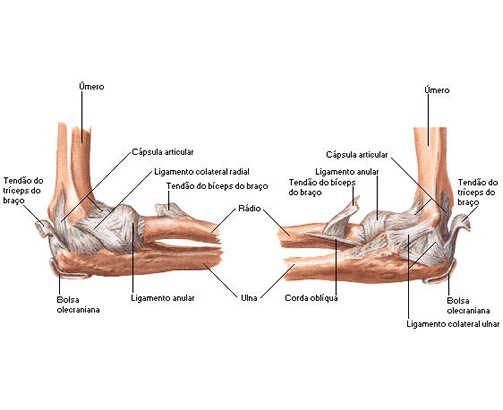 Úmero
Cápsula articular
Ligamento colateral radial
Tendão do bíceps do braço
Tendão do
tríceps do
braço
Rádio
Bolsa
olecraniana
Ligamento anular
Ulna
Úmero
Cápsula articular
Ligamento anular
Tendão do bíceps
do braço
Tendão do
tríceps do
braço
Corda oblíqua
Bolsa
olecraniana
Ligamento colateral ulnar